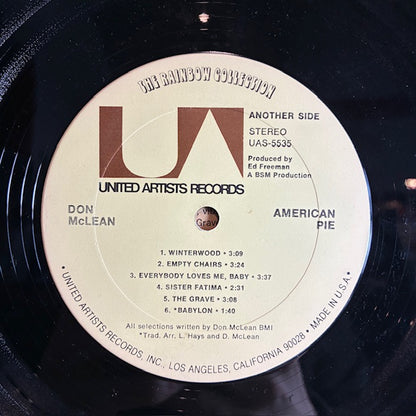 THE RAINBOW COLLECTION
UA
UNITED ARTISTS RECORDS
ANOTHER SIDE
STEREO
UAS-5535
Produced by
Ed Freeman
A BSM Production
DON
McLEAN
AMERICAN
PIE
Grav
1. WINTERWOOD • 3:09
2. EMPTY CHAIRS • 3:24
3. EVERYBODY LOVES ME, BABY • 3:37
4. SISTER FATIMA • 2:31
5. THE GRAVE • 3:08
6. *BABYLON • 1:40
All selections written by Don McLean BMI
*Trad. Arr. L. Hays and D. McLean
• UNITED ARTISTS RECORDS, INC., LOS ANGELES, CALIFORNIA 90028 • MADE IN U.S.A. •